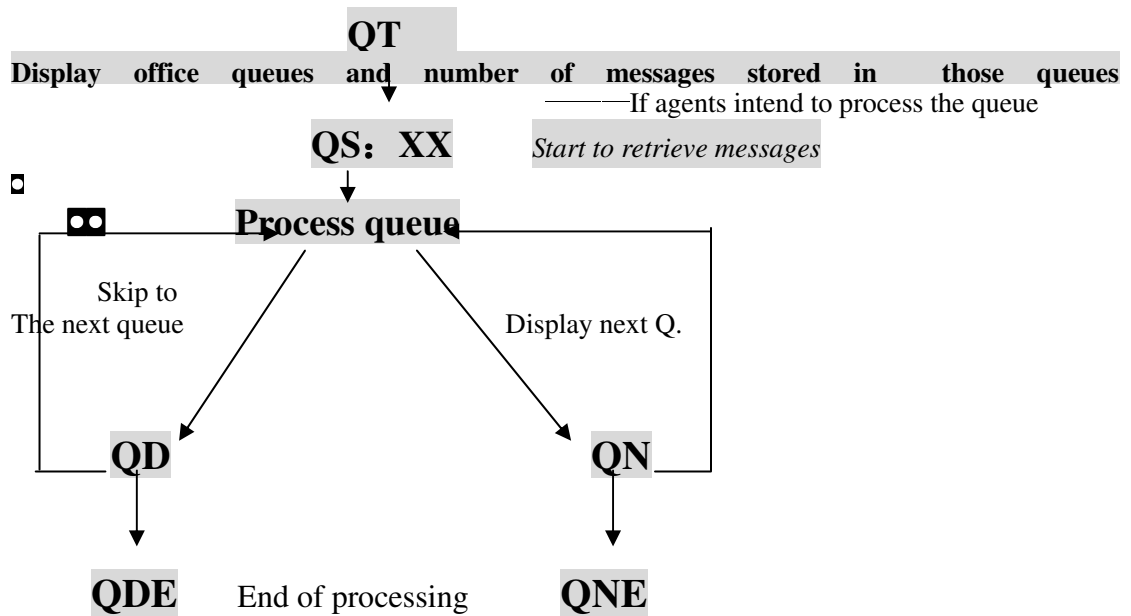 QT
Display office queues and number of messages stored in those queues
If agents intend to process the queue
QS：XX Start to retrieve messages
Process queue
Skip to
The next queue Display next Q.
QD QN
QDE End of processing QNE